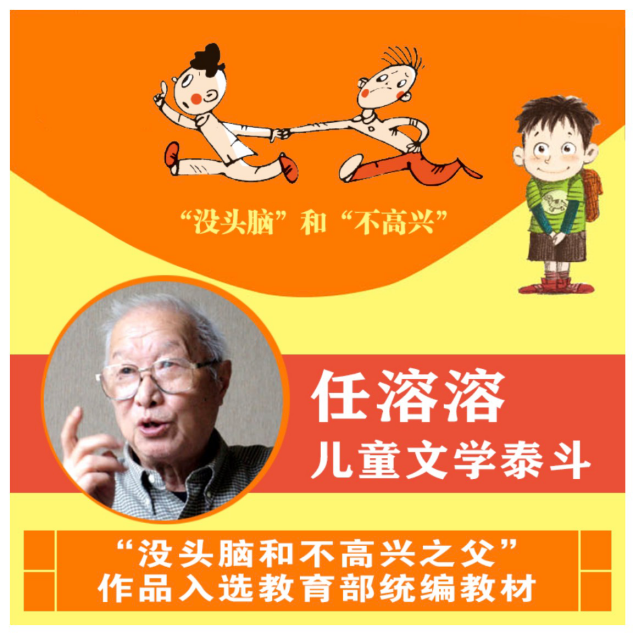 “没头脑”和“不高兴”
任溶溶
儿童文学泰斗
“没头脑和不高兴之父”
作品入选教育部统编教材